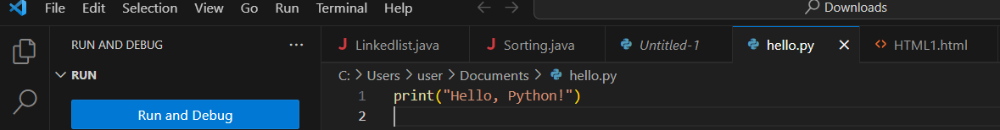 File Edit Selection View Go Run Terminal Help Downloads
RUN AND DEBUG ...
Linkedlist.java Sorting.java Untitled-1 hello.py HTML1.html
RUN
C: > Users > user > Documents > hello.py
1 print("Hello, Python!")
Run and Debug
2